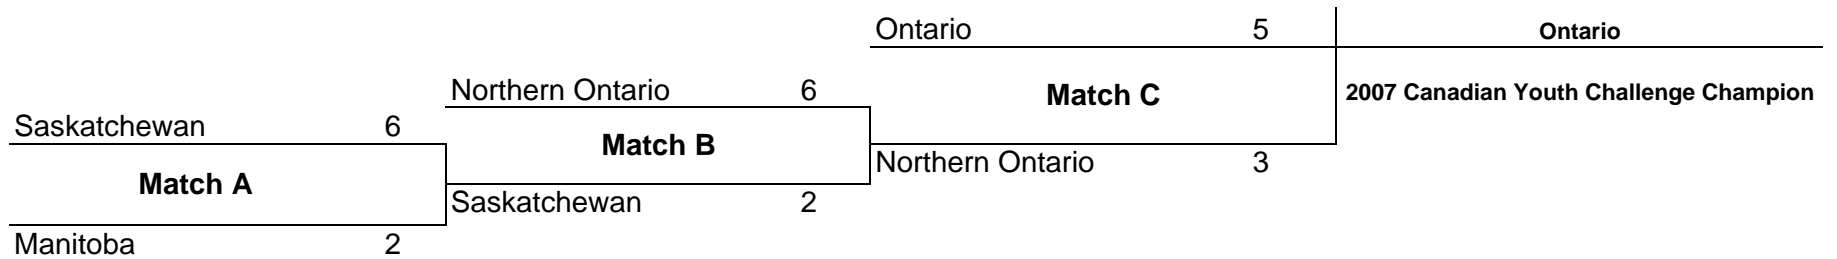 Ontario 5 Ontario
Northern Ontario 6 Match C 2007 Canadian Youth Challenge Champion
Saskatchewan 6
Match B
Northern Ontario 3
Match A
Saskatchewan 2
Manitoba 2